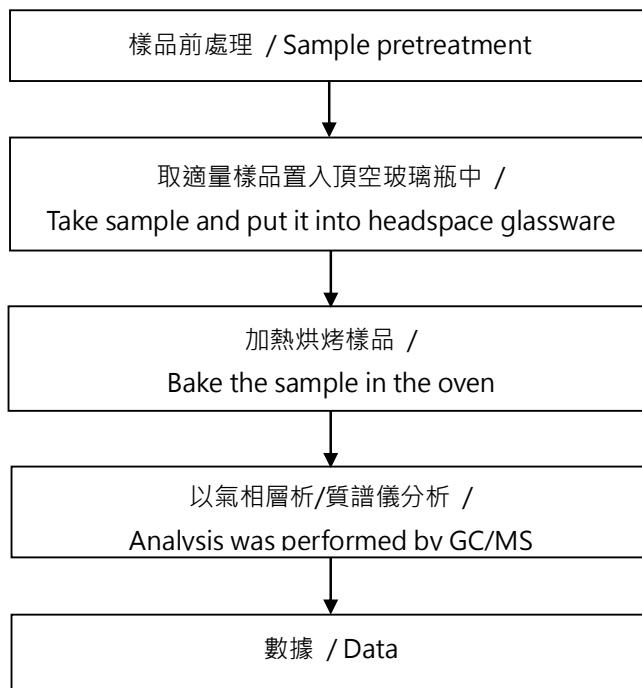 樣品前處理 / Sample pretreatment
取適量樣品置入頂空玻璃瓶中 /
Take sample and put it into headspace glassware
加熱烘烤樣品 /
Bake the sample in the oven
以氣相層析/質譜儀分析 /
Analysis was performed by GC/MS
數據 / Data